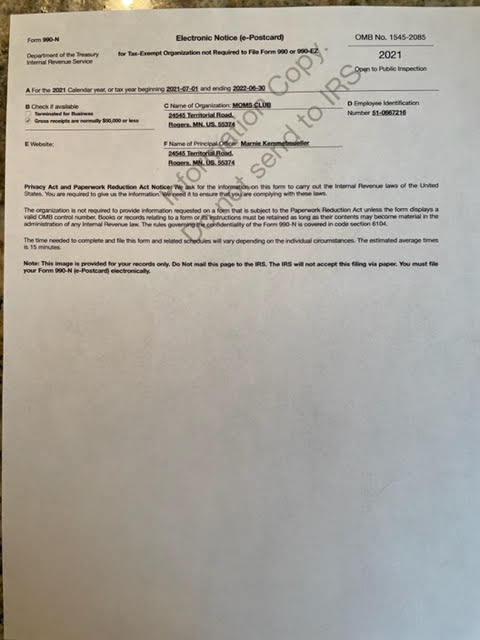 Form 990-N
Electronic Notice (e-Postcard)
OMB No. 1545-2085
Department of the Treasury
Internal Revenue Service
for Tax-Exempt Organization not Required to File Form 990 or 990-EZ
2021
Open to Public Inspection
A For the 2021 Calendar year, or tax year beginning 2021-07-01 and ending 2022-06-30
B Check if available
Terminated for Business
Gross receipts are normally $50,000 or less
C Name of Organization: MOMS CLUB
24545 Territorial Road,
Rogers, MN, US, 55374
D Employee Identification
Number 51-0667216
E Website:
F Name of Principal Officer: Marnie
24545 Territorial Road,
Rogers, MN, US, 55374
Privacy Act and Paperwork Reduction Act Notice: We ask for the information on this form to carry out the Internal Revenue laws of the United
States. You are required to give us the information. We need it to ensure that you are complying with these laws.
The organization is not required to provide information requested on a form that is subject to the Paperwork Reduction Act unless the form displays a
valid OMB control number. Books or records relating to a form or its instructions must be retained as long as their contents may become material in the
administration of any Internal Revenue law. The rules governing the confidentiality of the Form 990-N is covered in code section 6104.
The time needed to complete and file this form and related schedules will vary depending on the individual circumstances. The estimated average times
is 15 minutes.
Note: This image is provided for your records only. Do Not mail this page to the IRS. The IRS will not accept this filing via paper. You must file
your Form 990-N (e-Postcard) electronically.
Information Copy.
Do not send to IRS